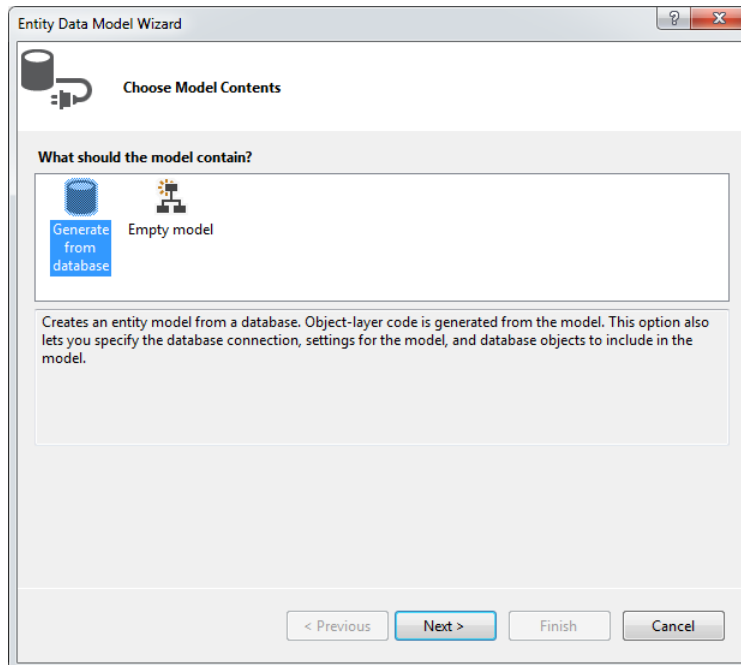 Entity Data Model Wizard
?
X
Choose Model Contents
What should the model contain?
Generate
from
database
Empty model
Creates an entity model from a database. Object-layer code is generated from the model. This option also
lets you specify the database connection, settings for the model, and database objects to include in the
model.
< Previous
Next >
Finish
Cancel